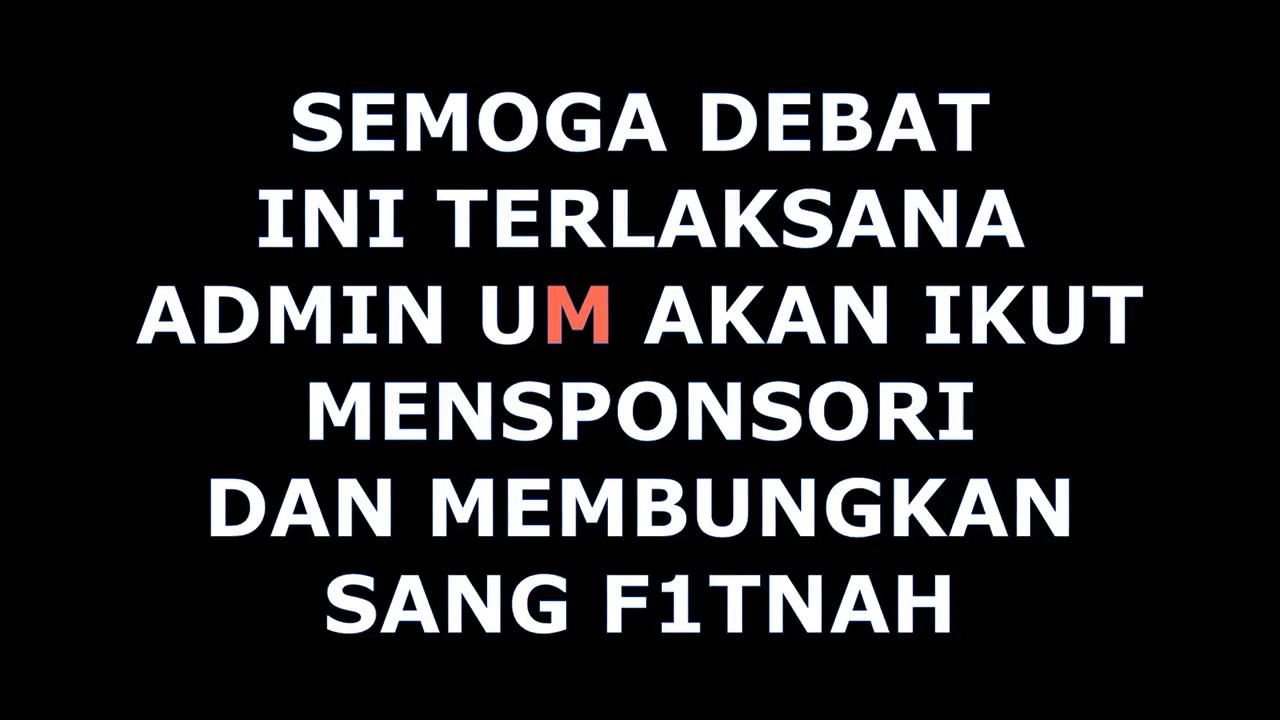 SEMOGA DEBAT
INI TERLAKSANA
ADMIN UM AKAN IKUT
MENSPONSORI
DAN MEMBUNGKAN
SANG F1TNAH